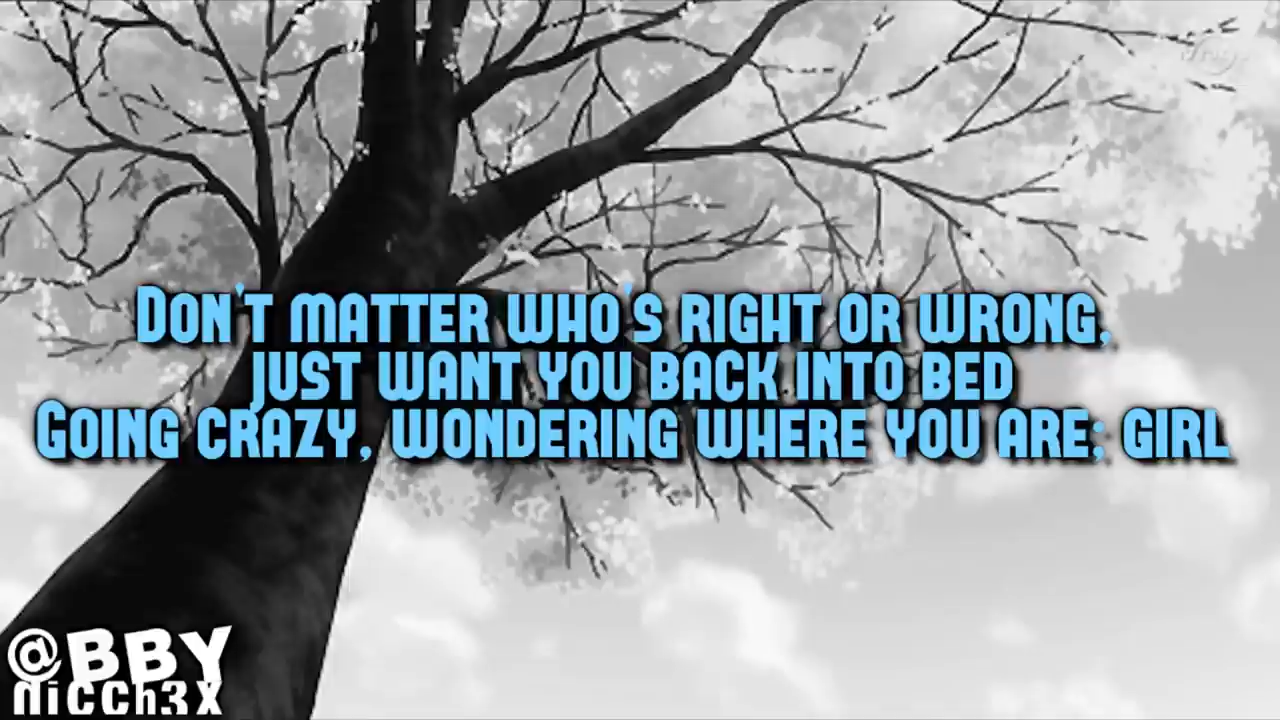 Don't matter who's right or wrong,
just want you back into bed
Going crazy, wondering where you are; girl
@BBY
nicch3x